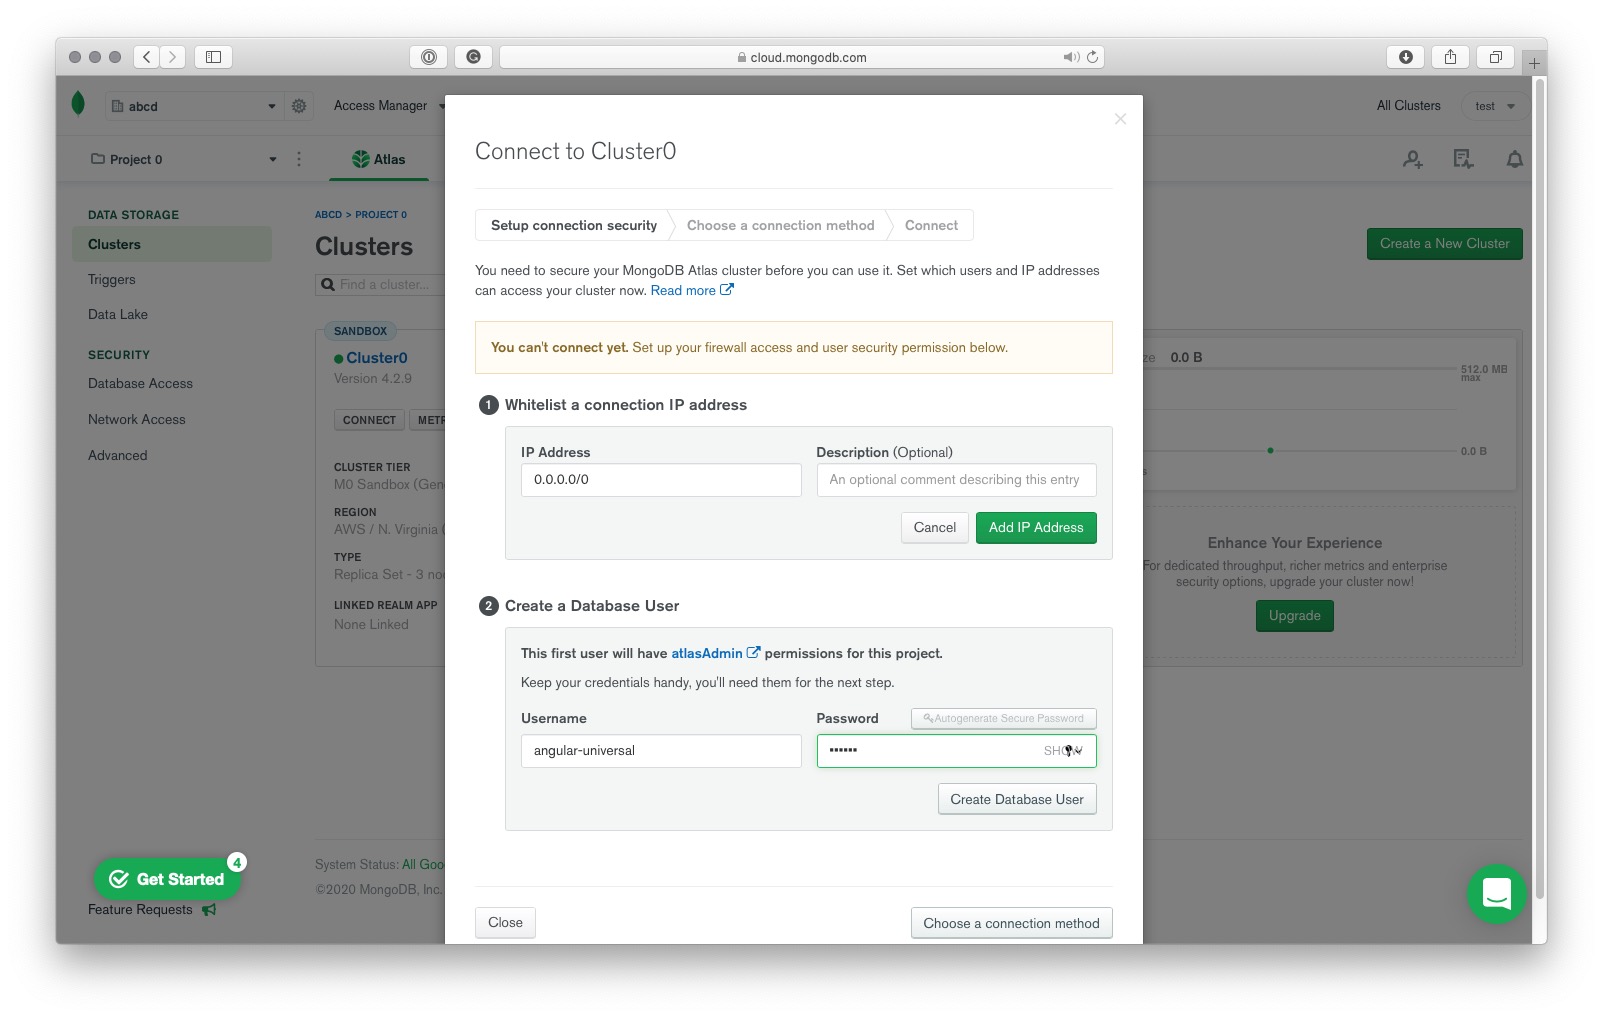 cloud.mongodb.com
abcd
Access Manager
All Clusters
test
Project 0
Atlas
DATA STORAGE
Clusters
Triggers
Data Lake
SECURITY
Database Access
Network Access
Advanced
Get Started
4
Feature Requests
ABCD > PROJECT 0
Clusters
Create a New Cluster
Find a cluster...
SANDBOX
Cluster0
Version 4.2.9
CONNECT
CLUSTER TIER
M0 Sandbox
REGION
AWS / N. Virginia
TYPE
Replica Set - 3
LINKED REALM APP
None Linked
System Status: All
©2020 MongoDB, Inc.
Connect to Cluster0
Setup connection security
Choose a connection method
Connect
You need to secure your MongoDB Atlas cluster before you can use it. Set which users and IP addresses
can access your cluster now. Read more
You can't connect yet. Set up your firewall access and user security permission below.
1 Whitelist a connection IP address
IP Address
Description (Optional)
0.0.0.0/0
An optional comment describing this entry
Cancel
Add IP Address
2 Create a Database User
This first user will have atlasAdmin permissions for this project.
Keep your credentials handy, you'll need them for the next step.
Username
Password
Autogenerate Secure Password
angular-universal
••••••
SHOW
Create Database User
Close
Choose a connection method
0.0 B
512.0 MB
max
0.0 B
Enhance Your Experience
For dedicated throughput, richer metrics and enterprise
security options, upgrade your cluster now!
Upgrade